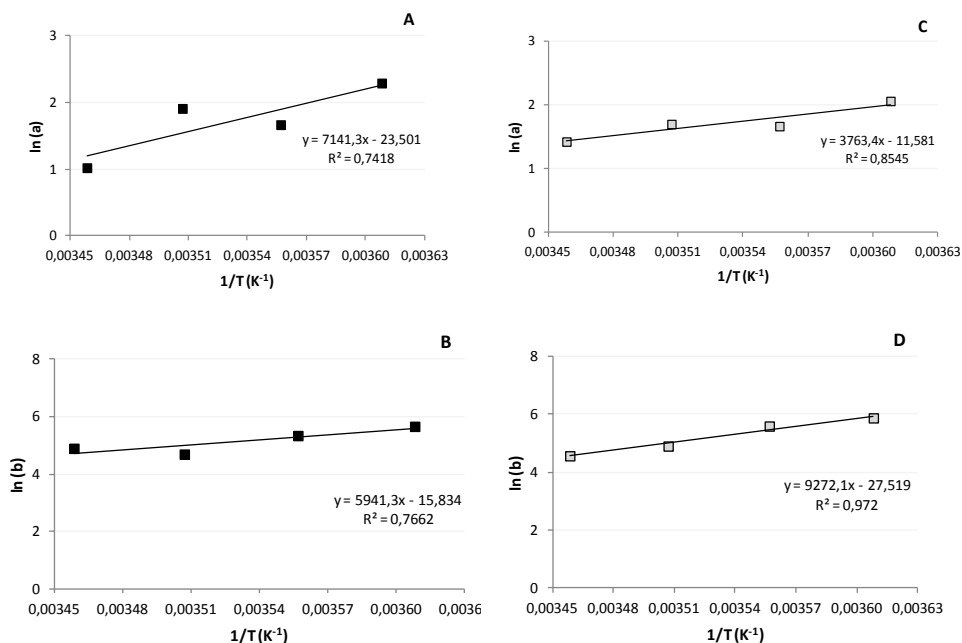 A
3
2
1
0
ln (a)
y = 7141,3x - 23,501
R² = 0,7418
0,00345 0,00348 0,00351 0,00354 0,00357 0,00360 0,00363
1/T (K⁻¹)
C
3
2
1
0
ln (a)
y = 3763,4x - 11,581
R² = 0,8545
0,00345 0,00348 0,00351 0,00354 0,00357 0,00360 0,00363
1/T (K⁻¹)
B
8
6
4
2
0
ln (b)
y = 5941,3x - 15,834
R² = 0,7662
0,00345 0,00348 0,00351 0,00354 0,00357 0,00360 0,0036
1/T (K⁻¹)
D
8
6
4
2
0
ln (b)
y = 9272,1x - 27,519
R² = 0,972
0,00345 0,00348 0,00351 0,00354 0,00357 0,00360 0,00363
1/T (K⁻¹)